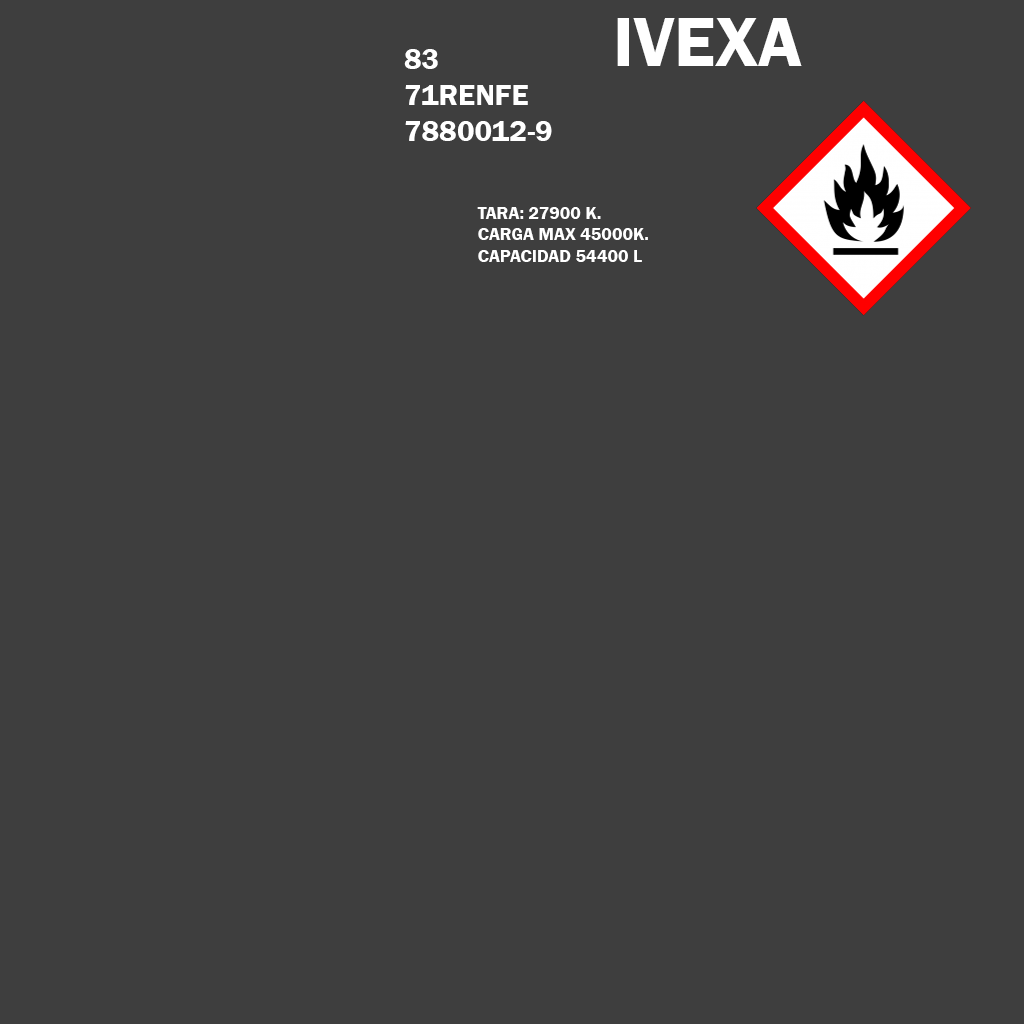 IVEXA
83
71RENFE
7880012-9
TARA: 27900 K.
CARGA MAX 45000K.
CAPACIDAD 54400 L